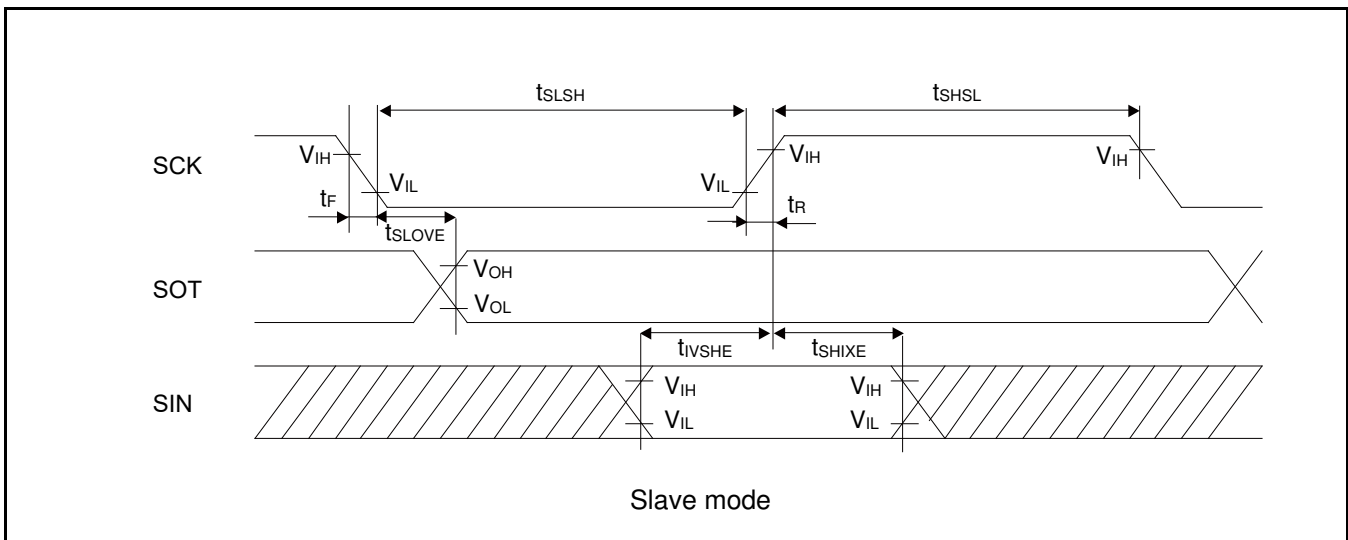 tSLSH
tSHSL
SCK
VIH
VIL
VIL
VIH
VIH
tF
tR
tSLOVE
SOT
VOH
VOL
tIVSHE
tSHIXE
SIN
VIH
VIH
VIL
VIL
Slave mode